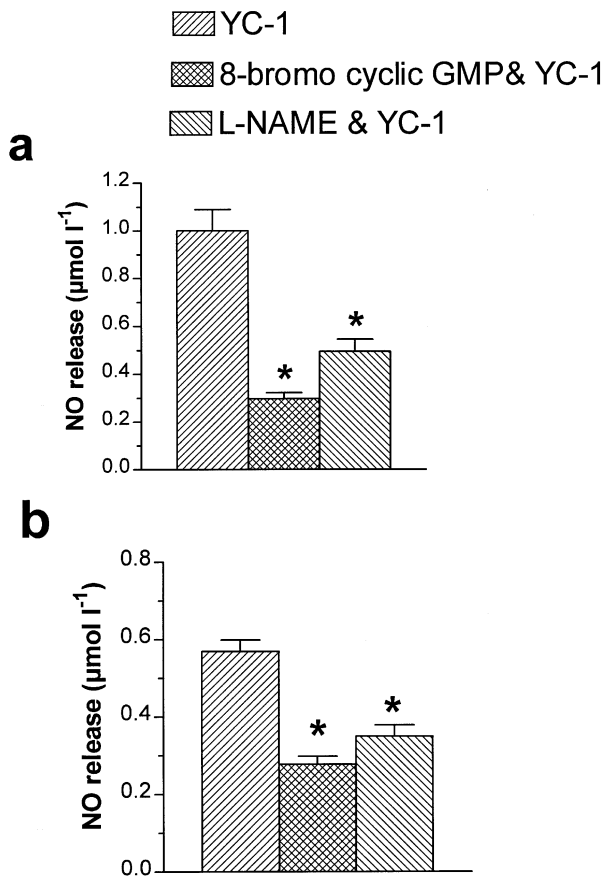 YC-1
8-bromo cyclic GMP& YC-1
L-NAME & YC-1
a
1.2
1.0
0.8
0.6
0.4
0.2
0.0
NO release (µmol l⁻¹)
*
*
b
0.8
0.6
0.4
0.2
0.0
NO release (µmol l⁻¹)
*
*